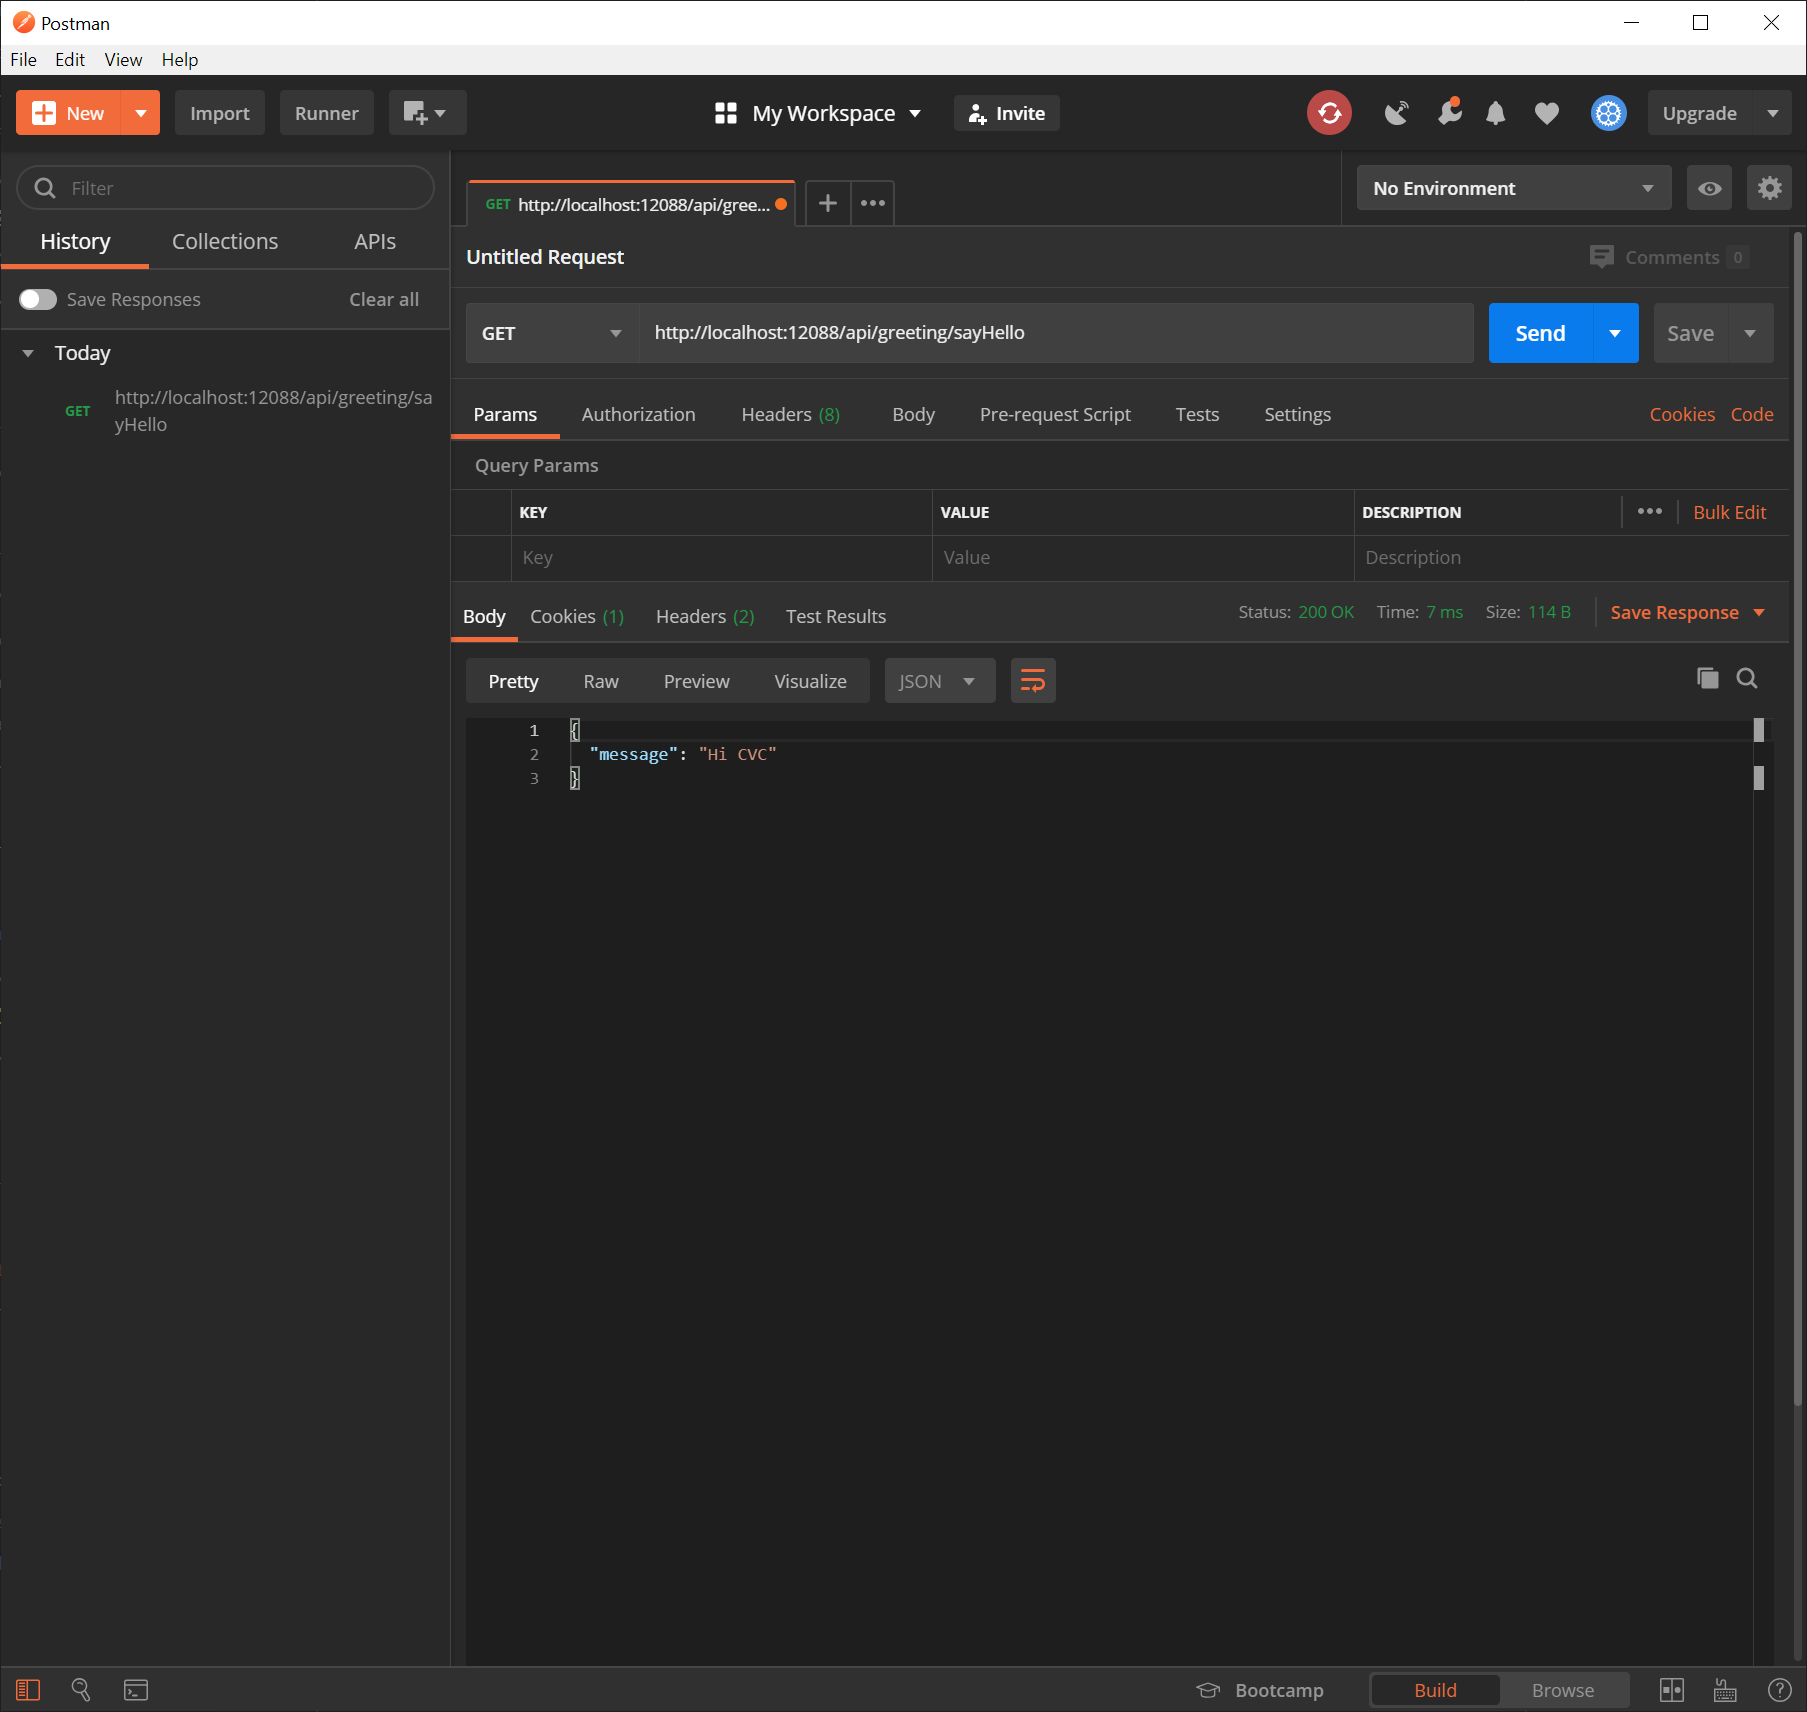 Postman
File Edit View Help
New Import Runner My Workspace Invite Upgrade
Filter
History Collections APIs
Save Responses Clear all
Today
GET http://localhost:12088/api/greeting/sa
yHello
GET http://localhost:12088/api/gree... No Environment
Untitled Request Comments 0
GET http://localhost:12088/api/greeting/sayHello Send Save
Params Authorization Headers (8) Body Pre-request Script Tests Settings Cookies Code
Query Params
KEY VALUE DESCRIPTION Bulk Edit
Key Value Description
Body Cookies (1) Headers (2) Test Results Status: 200 OK Time: 7 ms Size: 114 B Save Response
Pretty Raw Preview Visualize JSON
1 {
2 "message": "Hi CVC"
3 }
Bootcamp Build Browse